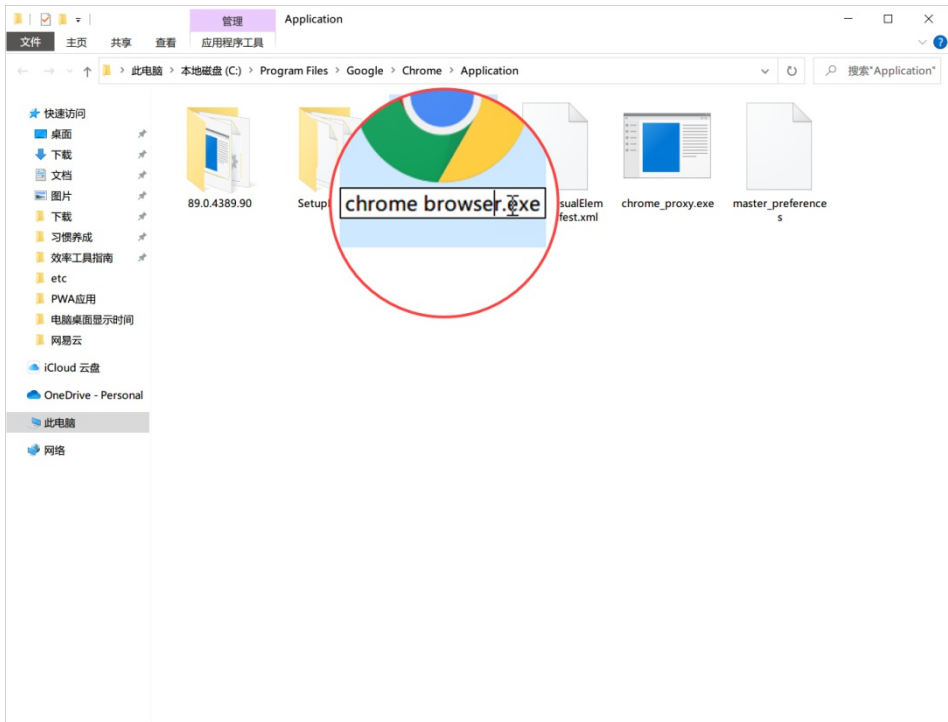 管理
Application
文件
主页
共享
查看
应用程序工具
此电脑 > 本地磁盘 (C:) > Program Files > Google > Chrome > Application
搜索"Application"
快速访问
桌面
下载
文档
图片
下载
习惯养成
效率工具指南
etc
PWA应用
电脑桌面显示时间
网易云
iCloud 云盘
OneDrive - Personal
此电脑
网络
89.0.4389.90
chrome browser.exe
chrome_proxy.exe
master_preference
s